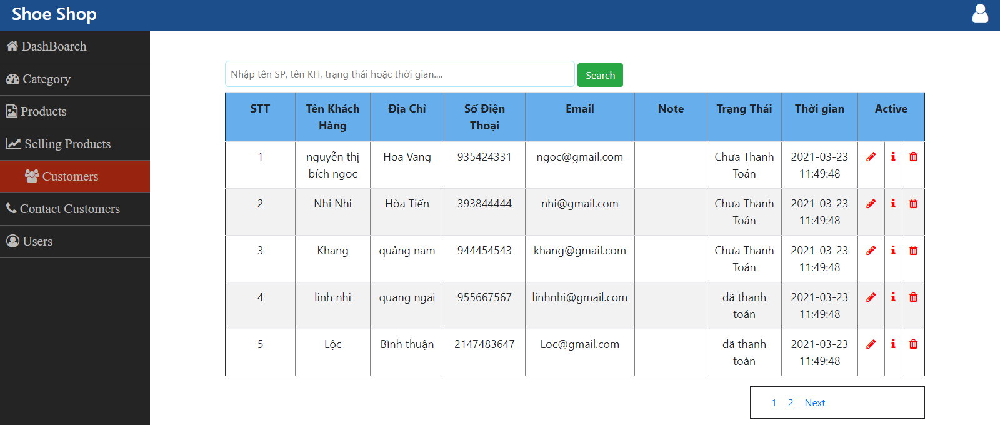 Shoe Shop
DashBoarch
Category
Products
Selling Products
Customers
Contact Customers
Users
Nhập tên SP, tên KH, trạng thái hoặc thời gian....
Search
STT Tên Khách Hàng Địa Chỉ Số Điện Thoại Email Note Trạng Thái Thời gian Active
1 nguyễn thị bích ngoc Hoa Vang 935424331 ngoc@gmail.com Chưa Thanh Toán 2021-03-23 11:49:48
2 Nhi Nhi Hòa Tiến 393844444 nhi@gmail.com Chưa Thanh Toán 2021-03-23 11:49:48
3 Khang quảng nam 944454543 khang@gmail.com Chưa Thanh Toán 2021-03-23 11:49:48
4 linh nhi quang ngai 955667567 linhnhi@gmail.com đã thanh toán 2021-03-23 11:49:48
5 Lộc Bình thuận 2147483647 Loc@gmail.com đã thanh toán 2021-03-23 11:49:48
1 2 Next